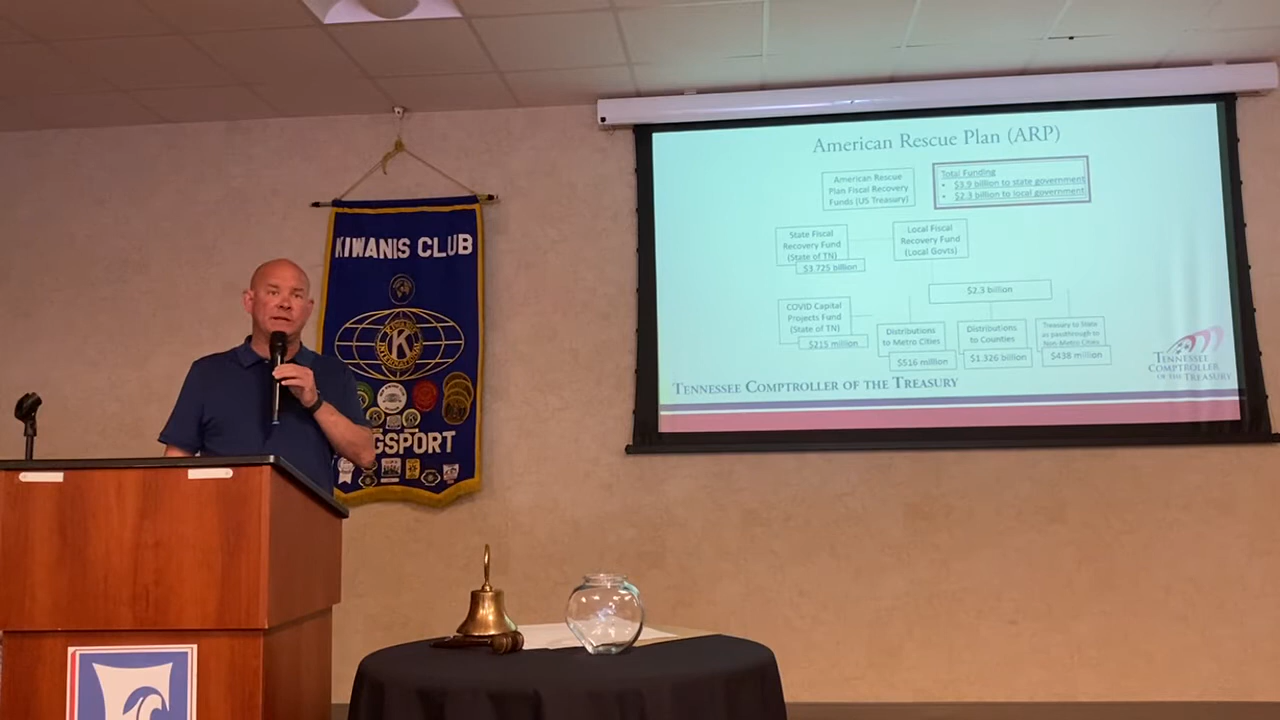 KIWANIS CLUB
K
GSPORT
American Rescue Plan (ARP)
American Rescue
Plan Fiscal Recovery
Funds (US Treasury)
Total Funding
• $3.9 billion to state government
• $2.3 billion to local government
State Fiscal
Recovery Fund
(State of TN)
$3.725 billion
Local Fiscal
Recovery Fund
(Local Govts)
$2.3 billion
COVID Capital
Projects Fund
(State of TN)
$215 million
Distributions
to Metro Cities
$516 million
Distributions
to Counties
$1.326 billion
Treasury to State
as passthrough to
Non-Metro Cities
$438 million
TENNESSEE COMPTROLLER OF THE TREASURY
TENNESSEE
COMPTROLLER
OF THE TREASURY